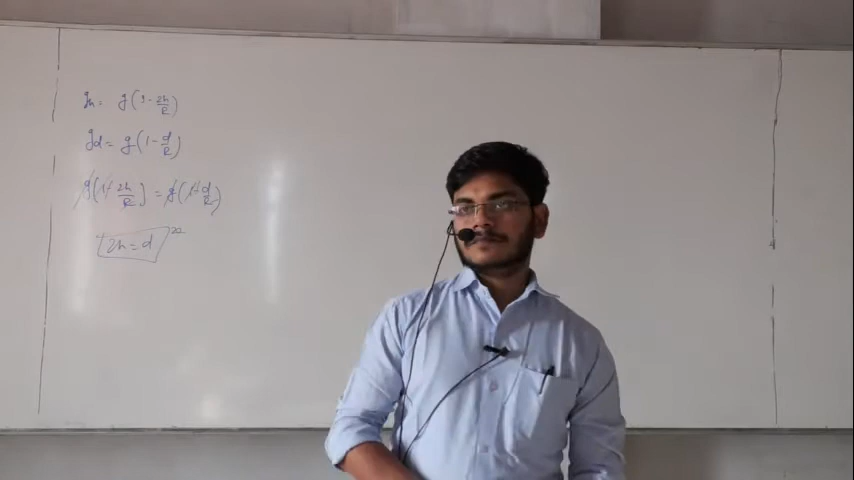 gh = g(1 - 2h/R)
gd = g(1 - d/R)
g(1 + 2h/R) = g(1 + d/R)
2h = d